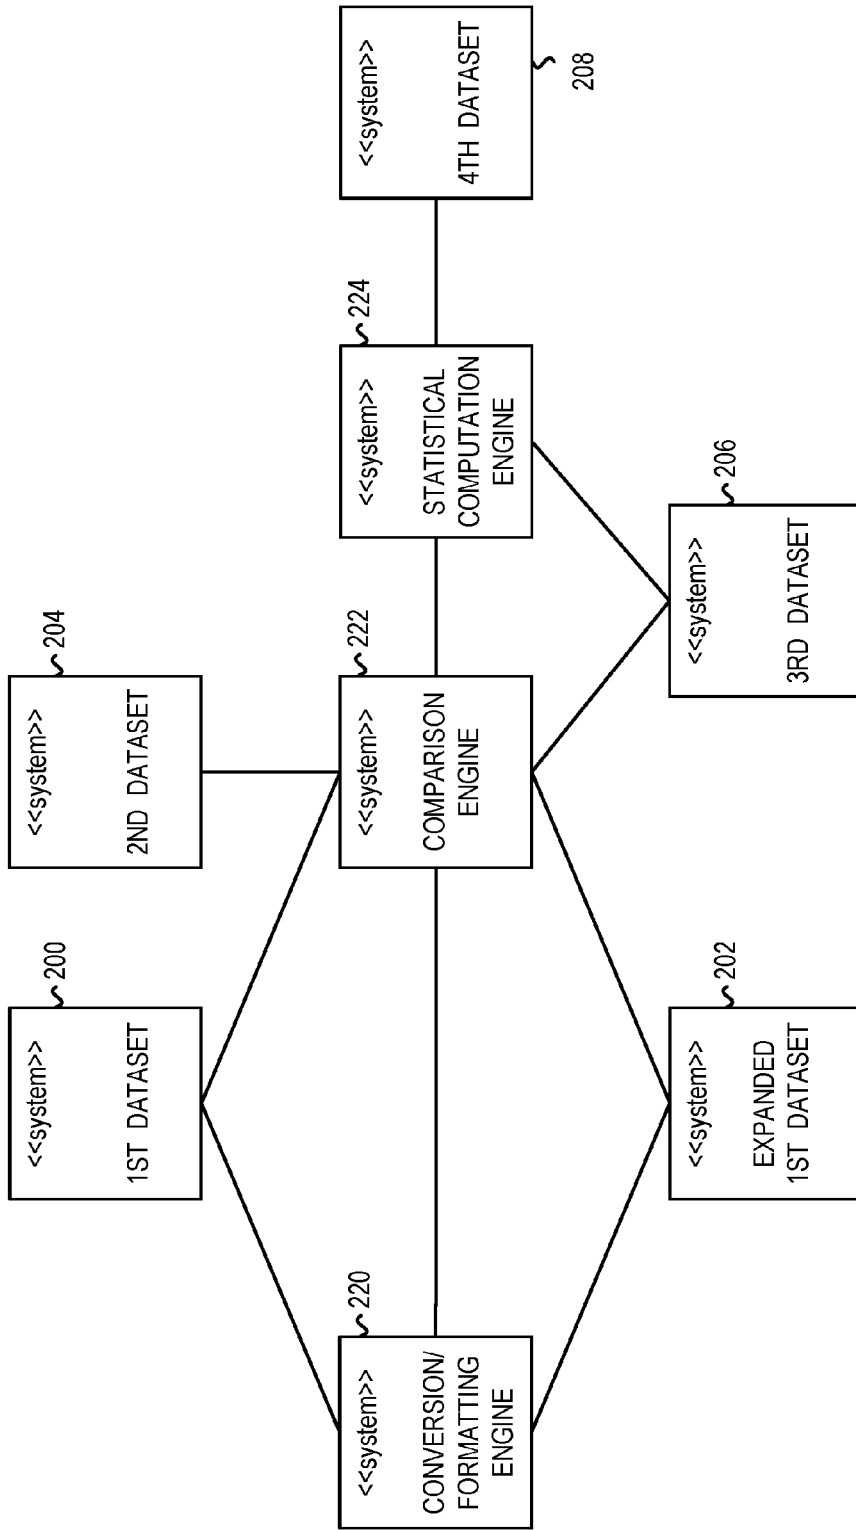 <<system>>
1ST DATASET
200
<<system>>
2ND DATASET
204
<<system>>
CONVERSION/
FORMATTING
ENGINE
220
<<system>>
COMPARISON
ENGINE
222
<<system>>
STATISTICAL
COMPUTATION
ENGINE
224
<<system>>
4TH DATASET
208
<<system>>
EXPANDED
1ST DATASET
202
<<system>>
3RD DATASET
206